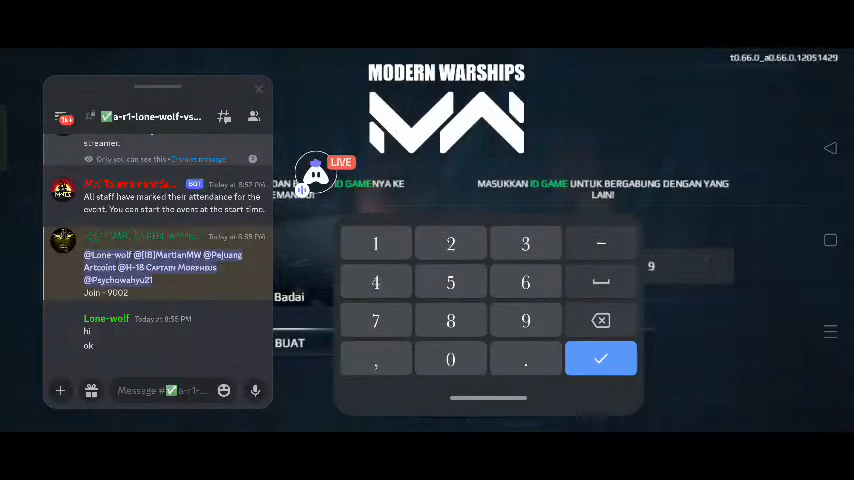 t0.66.0_a0.66.0.12051429
MODERN WARSHIPS
1k+
✅a-r1-lone-wolf-vs...
streamer.
Only you can see this • Dismiss message
LIVE
BOT Today at 8:52 PM
All staff have marked their attendance for
the event. You can start the event at the start time.
ID GAMENYA KE
MASUKKAN ID GAME UNTUK BERGABUNG DENGAN YANG
LAIN!
Today at 8:55 PM
@Lone-wolf @[IB]MartianMW @Pejuang
Artcoint @H-18 CAPTAIN MORPHEUS
@Psychowahyu21
Join - 9002
Lone-wolf Today at 8:55 PM
hi
ok
Message #✅a-r1-...
Badai
BUAT
9
1 2 3 –
4 5 6
7 8 9
, 0 .